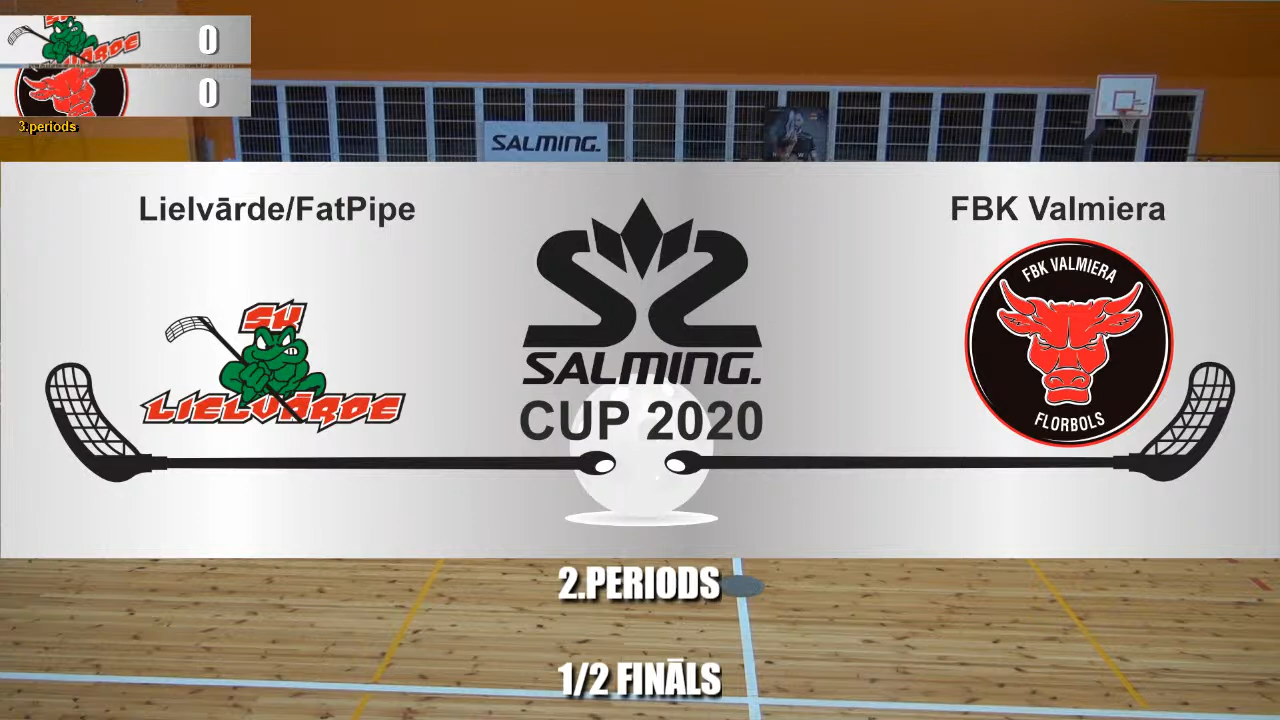 0
0
3.periods
SALMING.
Lielvārde/FatPipe
FBK Valmiera
SK
LIELVĀRDE
SALMING.
CUP 2020
FBK VALMIERA
FLORBOLS
2.PERIODS
1/2 FINĀLS